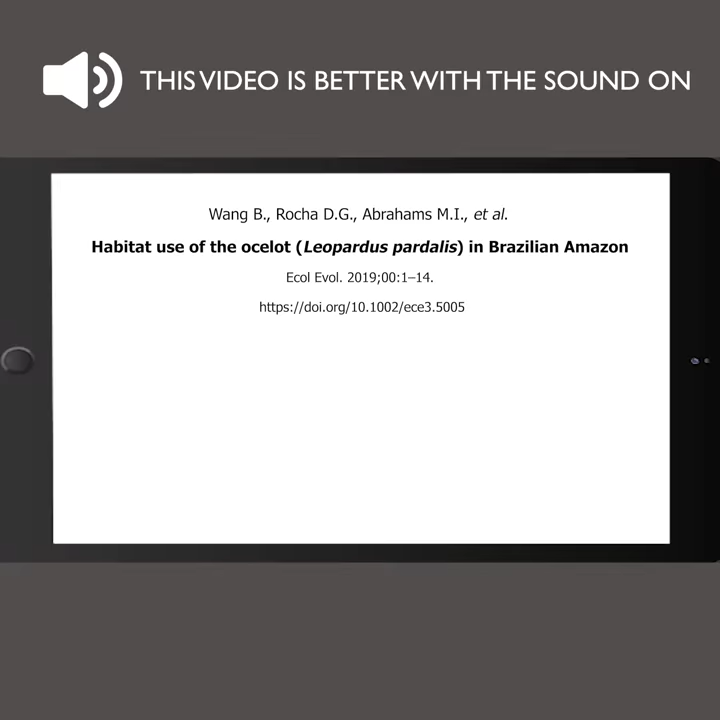 THIS VIDEO IS BETTER WITH THE SOUND ON
Wang B., Rocha D.G., Abrahams M.I., et al.
Habitat use of the ocelot (Leopardus pardalis) in Brazilian Amazon
Ecol Evol. 2019;00:1–14.
https://doi.org/10.1002/ece3.5005